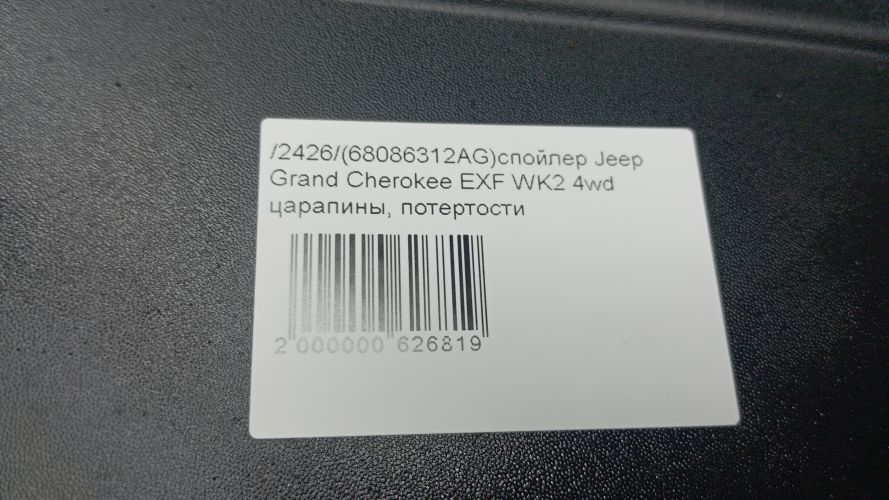 /2426/(68086312AG)спойлер Jeep
Grand Cherokee EXF WK2 4wd
царапины, потертости
2 000000 626819